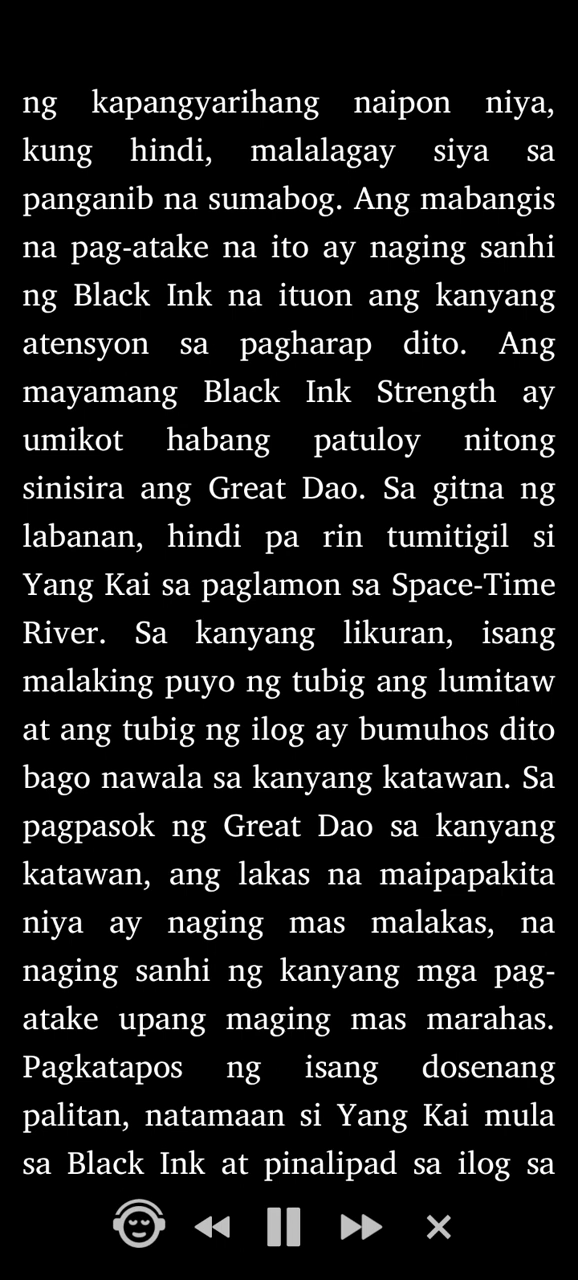 ng kapangyarihang naipon niya,
kung hindi, malalagay siya sa
panganib na sumabog. Ang mabangis
na pag-atake na ito ay naging sanhi
ng Black Ink na ituon ang kanyang
atensyon sa pagharap dito. Ang
mayamang Black Ink Strength ay
umikot habang patuloy nitong
sinisira ang Great Dao. Sa gitna ng
labanan, hindi pa rin tumitigil si
Yang Kai sa paglamon sa Space-Time
River. Sa kanyang likuran, isang
malaking puyo ng tubig ang lumitaw
at ang tubig ng ilog ay bumuhos dito
bago nawala sa kanyang katawan. Sa
pagpasok ng Great Dao sa kanyang
katawan, ang lakas na maipapakita
niya ay naging mas malakas, na
naging sanhi ng kanyang mga pag-
atake upang maging mas marahas.
Pagkatapos ng isang dosenang
palitan, natamaan si Yang Kai mula
sa Black Ink at pinalipad sa ilog sa